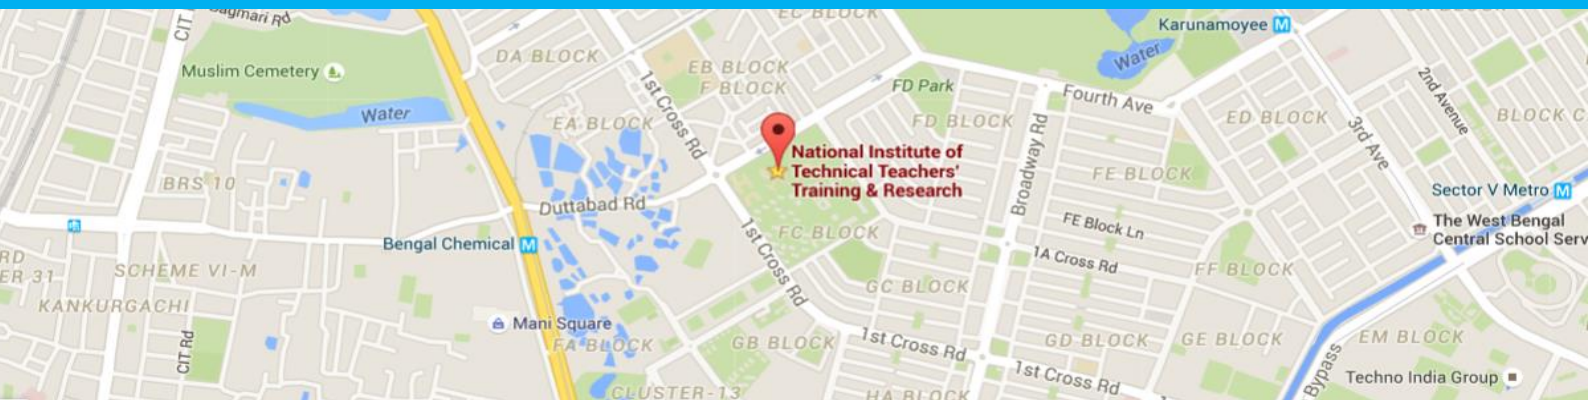 Bagmari Rd
CIT R
EC BLOCK
Karunamoyee M
Muslim Cemetery
DA BLOCK
EB BLOCK
F BLOCK
FD Park
Water
1st Cross Rd
Fourth Ave
2nd Avenue
Water
EA BLOCK
FD BLOCK
ED BLOCK
BLOCK C
3rd Ave
National Institute of
Technical Teachers'
Training & Research
Broadway Rd
FE BLOCK
BRS 10
Sector V Metro M
Duttabad Rd
FE Block Ln
The West Bengal
Central School Serv
Bengal Chemical M
1st Cross Rd
FC BLOCK
1A Cross Rd
RD
ER 31
SCHEME VI-M
FF BLOCK
GC BLOCK
KANKURGACHI
Mani Square
FA BLOCK
GB BLOCK
1st Cross Rd
GD BLOCK
GE BLOCK
EM BLOCK
CIT Rd
1st Cross Rd
Bypass
Techno India Group
CLUSTER-13
HA BLOCK